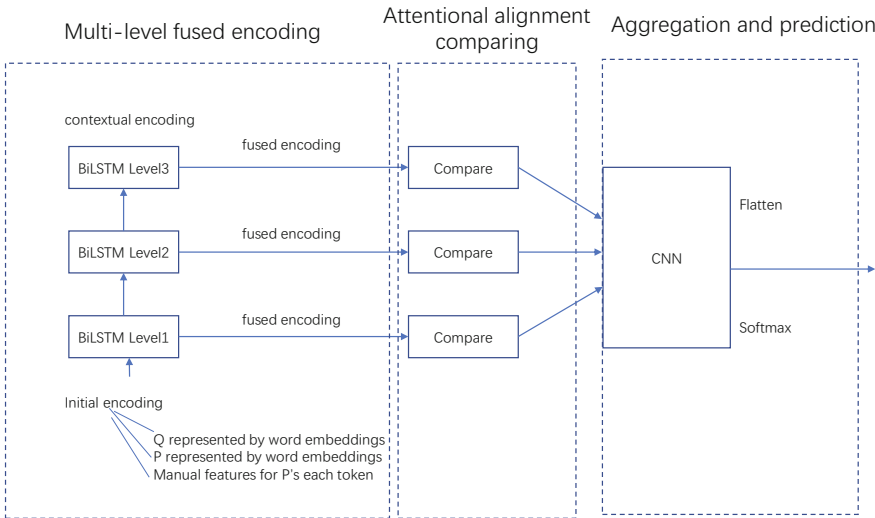 Multi-level fused encoding
Attentional alignment
comparing
Aggregation and prediction
contextual encoding
BiLSTM Level3
fused encoding
Compare
BiLSTM Level2
fused encoding
Compare
BiLSTM Level1
fused encoding
Compare
Initial encoding
Q represented by word embeddings
P represented by word embeddings
Manual features for P's each token
CNN
Flatten
Softmax